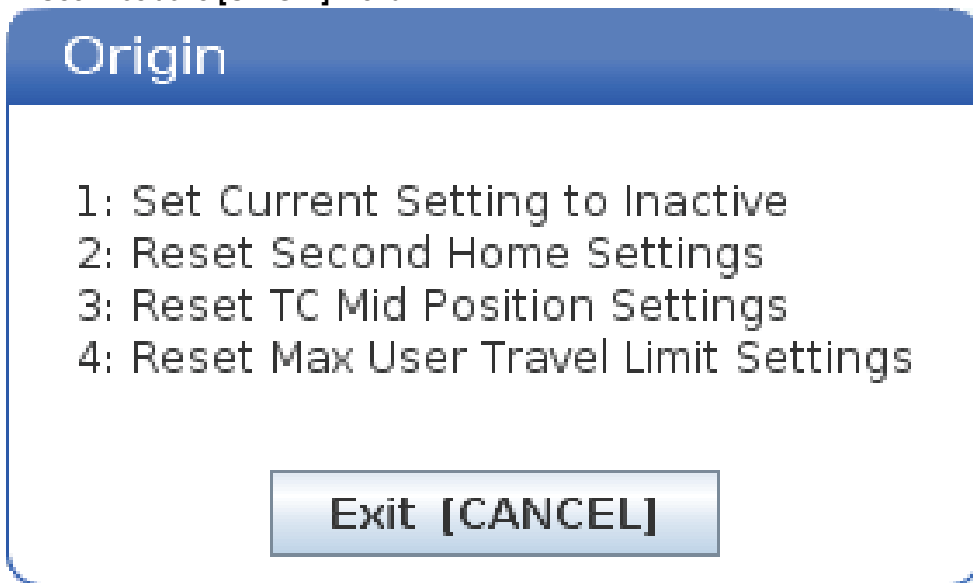 Origin
1: Set Current Setting to Inactive
2: Reset Second Home Settings
3: Reset TC Mid Position Settings
4: Reset Max User Travel Limit Settings
Exit [CANCEL]